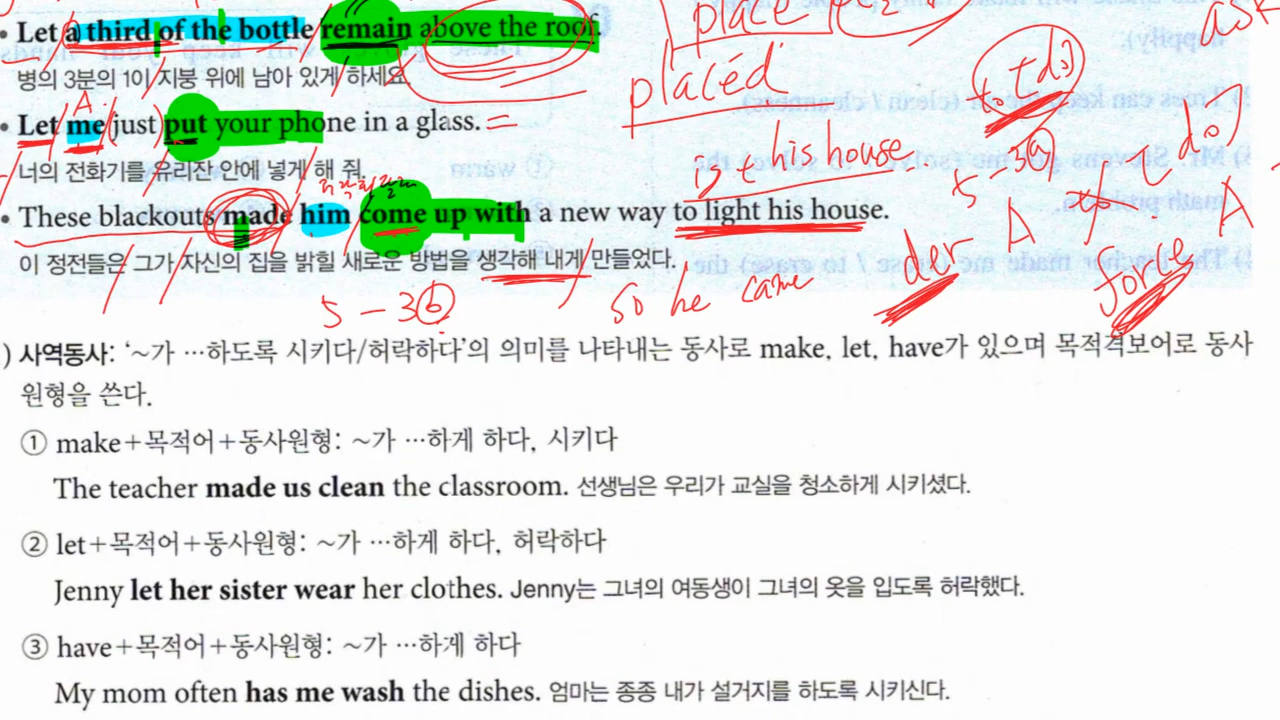 place
• Let a third of the bottle remain above the roof.
병의 3분의 1이 지붕 위에 남아 있게 하세요.
placed
to do
A
• Let me just put your phone in a glass.
너의 전화기를 유리잔 안에 넣게 해 줘.
his house
5-3a
do
• These blackouts made him come up with a new way to light his house.
이 정전들은 그가 자신의 집을 밝힐 새로운 방법을 생각해 내게 만들었다.
A
A
force
5-3b
so he came
) 사역동사: '~가 …하도록 시키다/허락하다'의 의미를 나타내는 동사로 make, let, have가 있으며 목적격보어로 동사
원형을 쓴다.
① make+목적어+동사원형: ~가 …하게 하다, 시키다
The teacher made us clean the classroom. 선생님은 우리가 교실을 청소하게 시키셨다.
② let+목적어+동사원형: ~가 …하게 하다, 허락하다
Jenny let her sister wear her clothes. Jenny는 그녀의 여동생이 그녀의 옷을 입도록 허락했다.
③ have+목적어+동사원형: ~가 …하게 하다
My mom often has me wash the dishes. 엄마는 종종 내가 설거지를 하도록 시키신다.